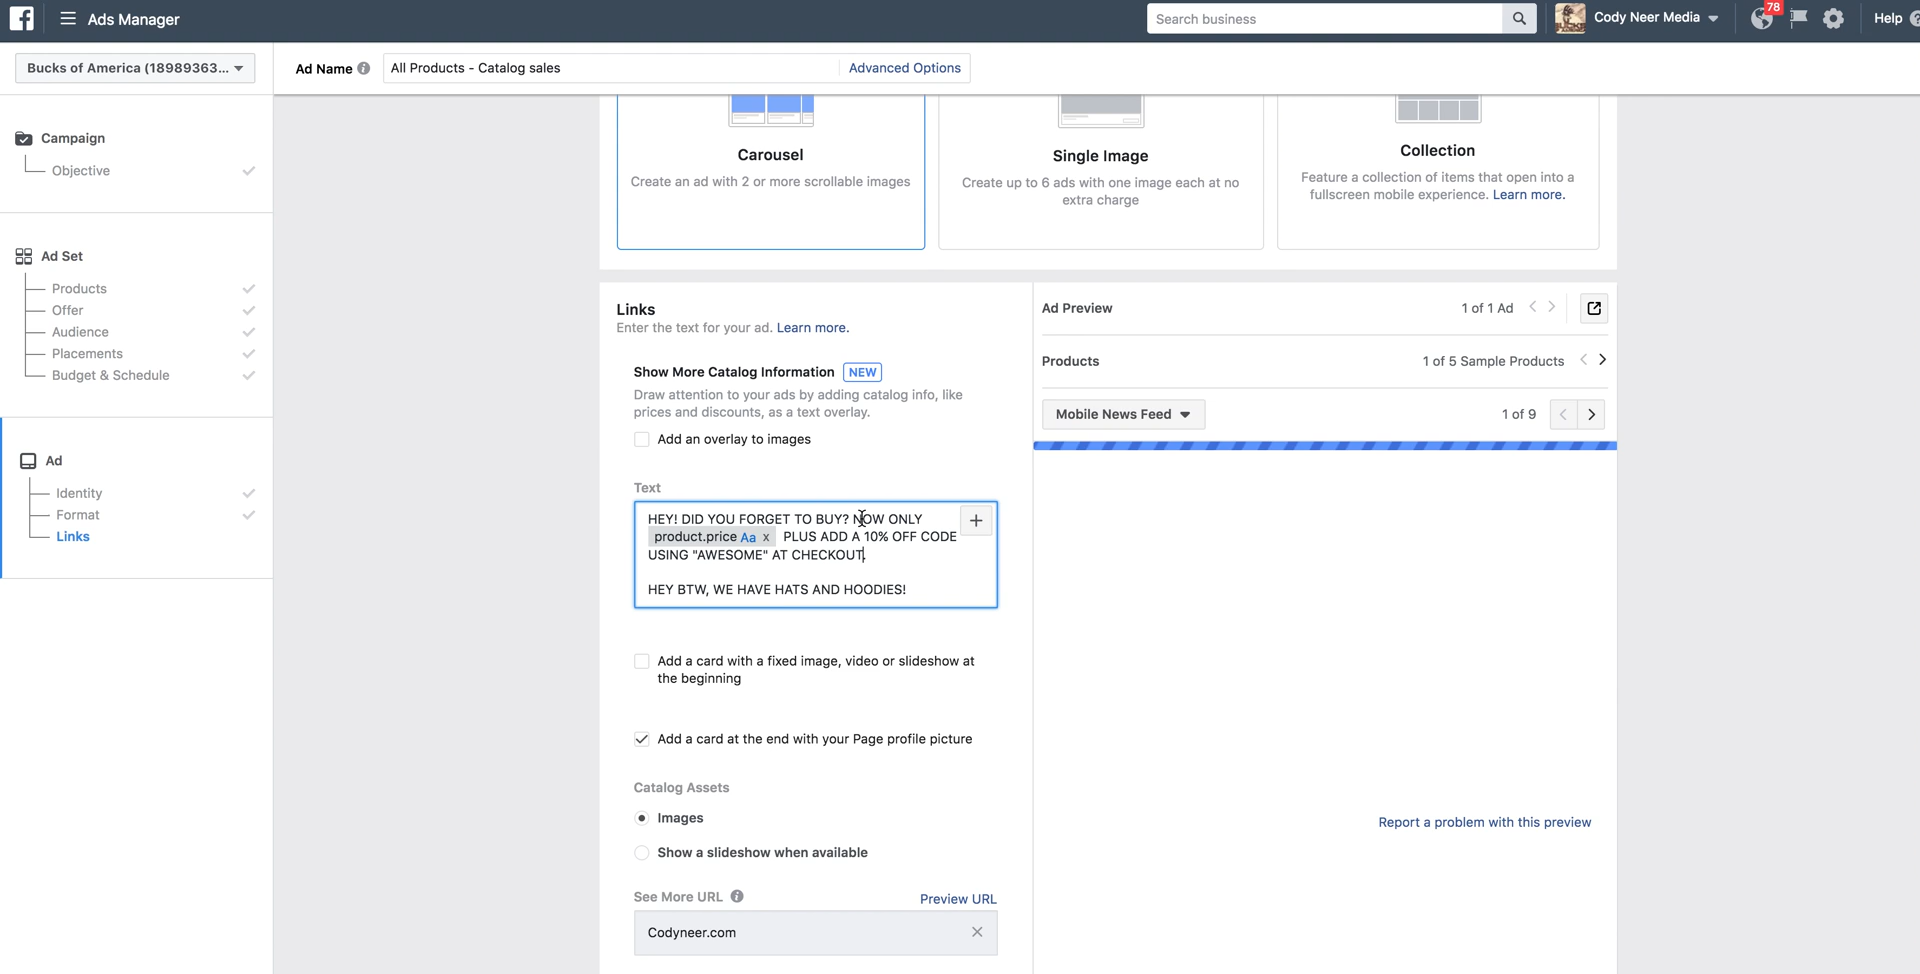 Ads Manager
Search business
Cody Neer Media
78
Help
Bucks of America (18989363...
Ad Name
All Products - Catalog sales
Advanced Options
Campaign
Objective
Ad Set
Products
Offer
Audience
Placements
Budget & Schedule
Ad
Identity
Format
Links
Carousel
Create an ad with 2 or more scrollable images
Single Image
Create up to 6 ads with one image each at no
extra charge
Collection
Feature a collection of items that open into a
fullscreen mobile experience. Learn more.
Links
Enter the text for your ad. Learn more.
Show More Catalog Information NEW
Draw attention to your ads by adding catalog info, like
prices and discounts, as a text overlay.
Add an overlay to images
Text
HEY! DID YOU FORGET TO BUY? NOW ONLY
product.price Aa x PLUS ADD A 10% OFF CODE
USING "AWESOME" AT CHECKOUT.
HEY BTW, WE HAVE HATS AND HOODIES!
Add a card with a fixed image, video or slideshow at
the beginning
Add a card at the end with your Page profile picture
Catalog Assets
Images
Show a slideshow when available
See More URL
Preview URL
Codyneer.com
Ad Preview
1 of 1 Ad
Products
1 of 5 Sample Products
Mobile News Feed
1 of 9
Report a problem with this preview